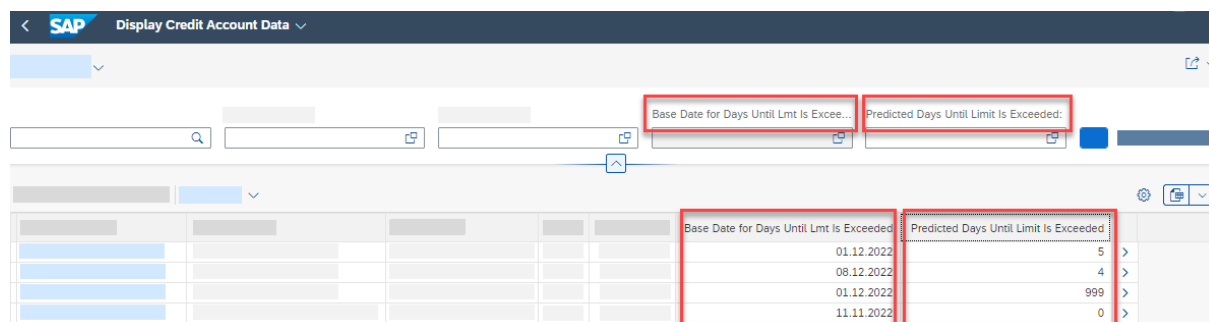 SAP Display Credit Account Data
Base Date for Days Until Lmt Is Excee... Predicted Days Until Limit Is Exceeded:
Base Date for Days Until Lmt Is Exceeded Predicted Days Until Limit Is Exceeded
01.12.2022 5
08.12.2022 4
01.12.2022 999
11.11.2022 0